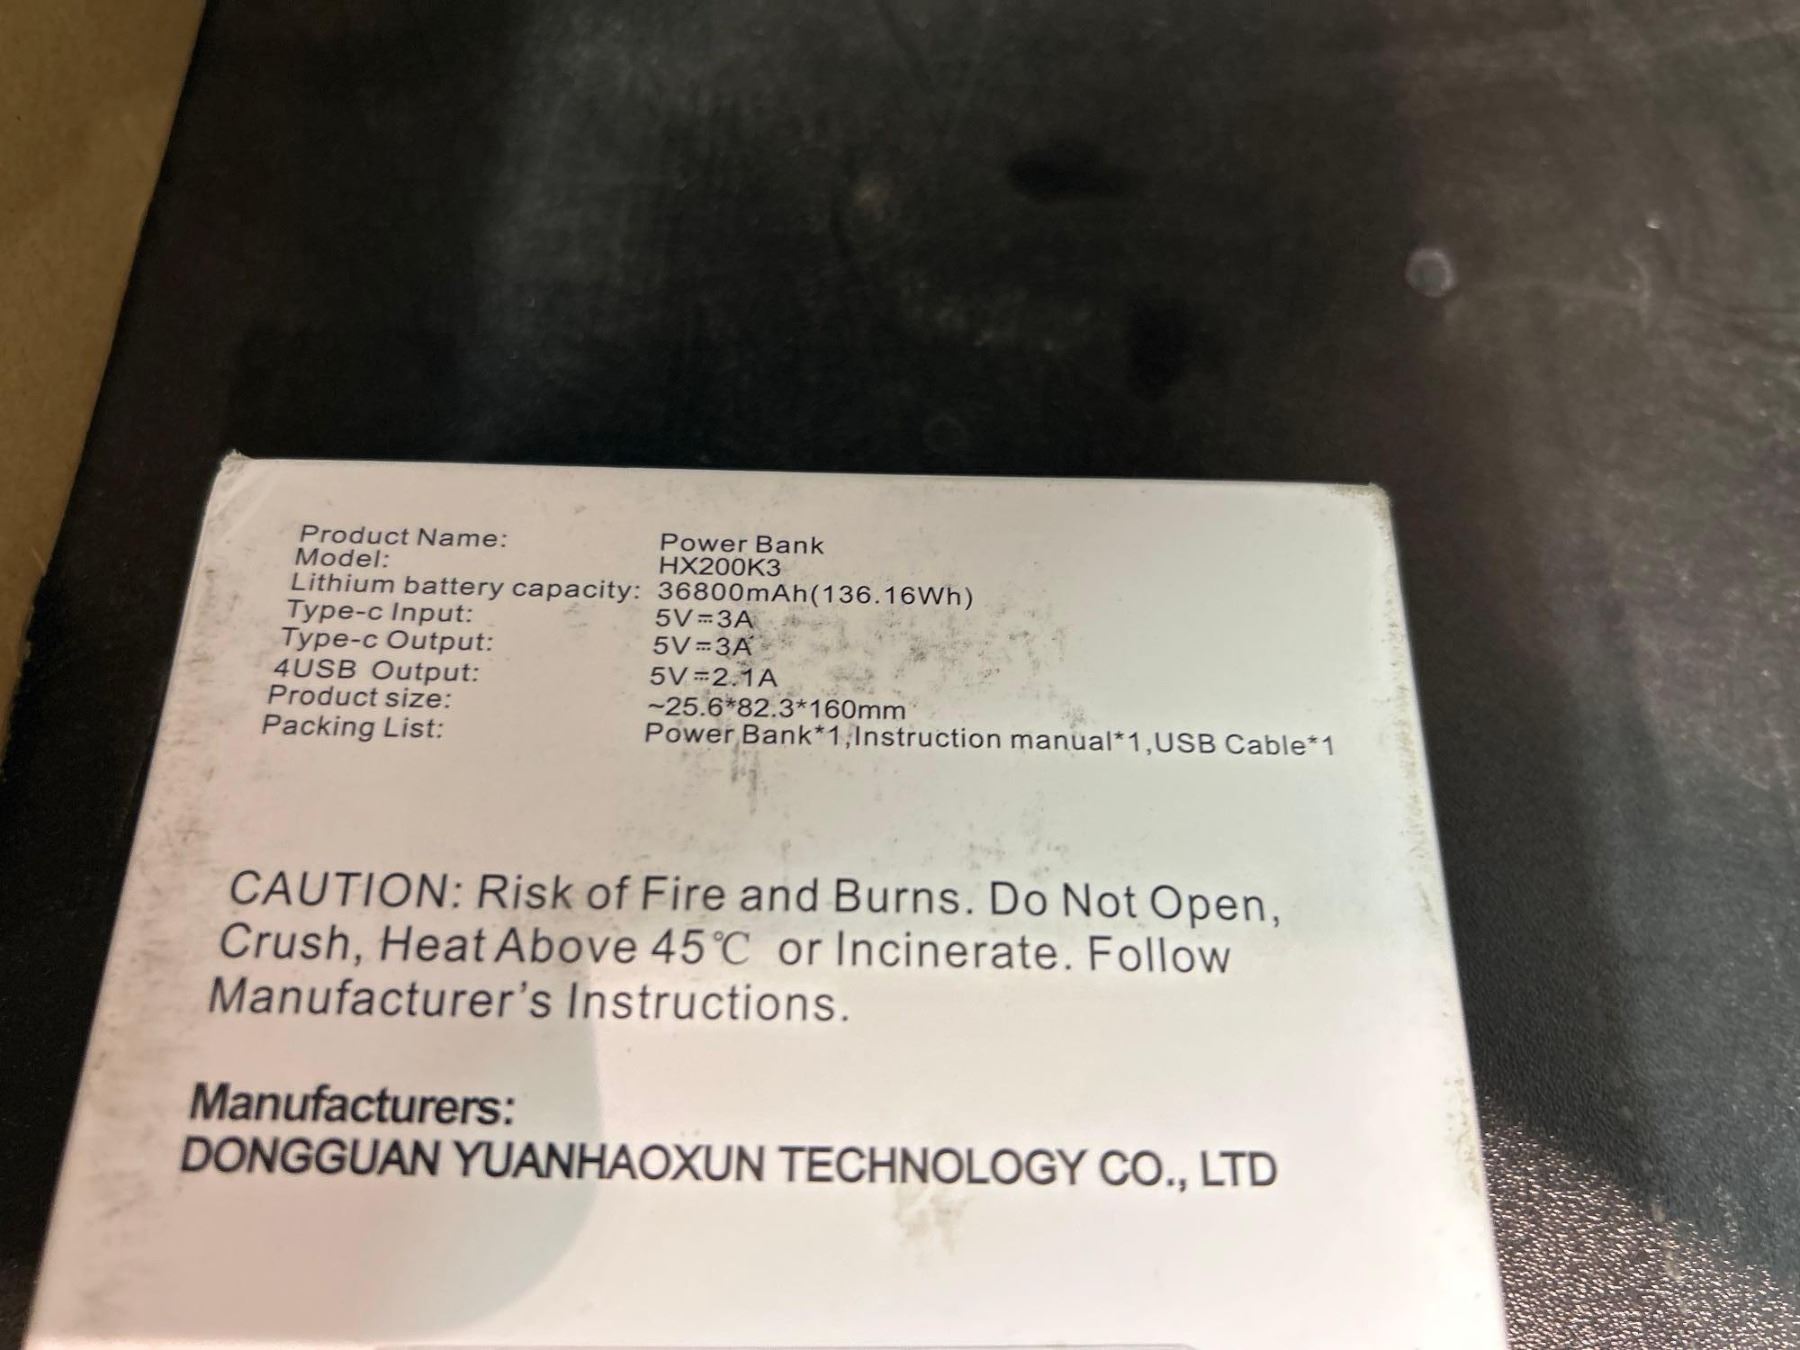 Product Name: Power Bank
Model: HX200K3
Lithium battery capacity: 36800mAh(136.16Wh)
Type-c Input: 5V⎓3A
Type-c Output: 5V⎓3A
4USB Output: 5V⎓2.1A
Product size: ~25.6*82.3*160mm
Packing List: Power Bank*1,Instruction manual*1,USB Cable*1
CAUTION: Risk of Fire and Burns. Do Not Open,
Crush, Heat Above 45℃ or Incinerate. Follow
Manufacturer's Instructions.
Manufacturers:
DONGGUAN YUANHAOXUN TECHNOLOGY CO., LTD